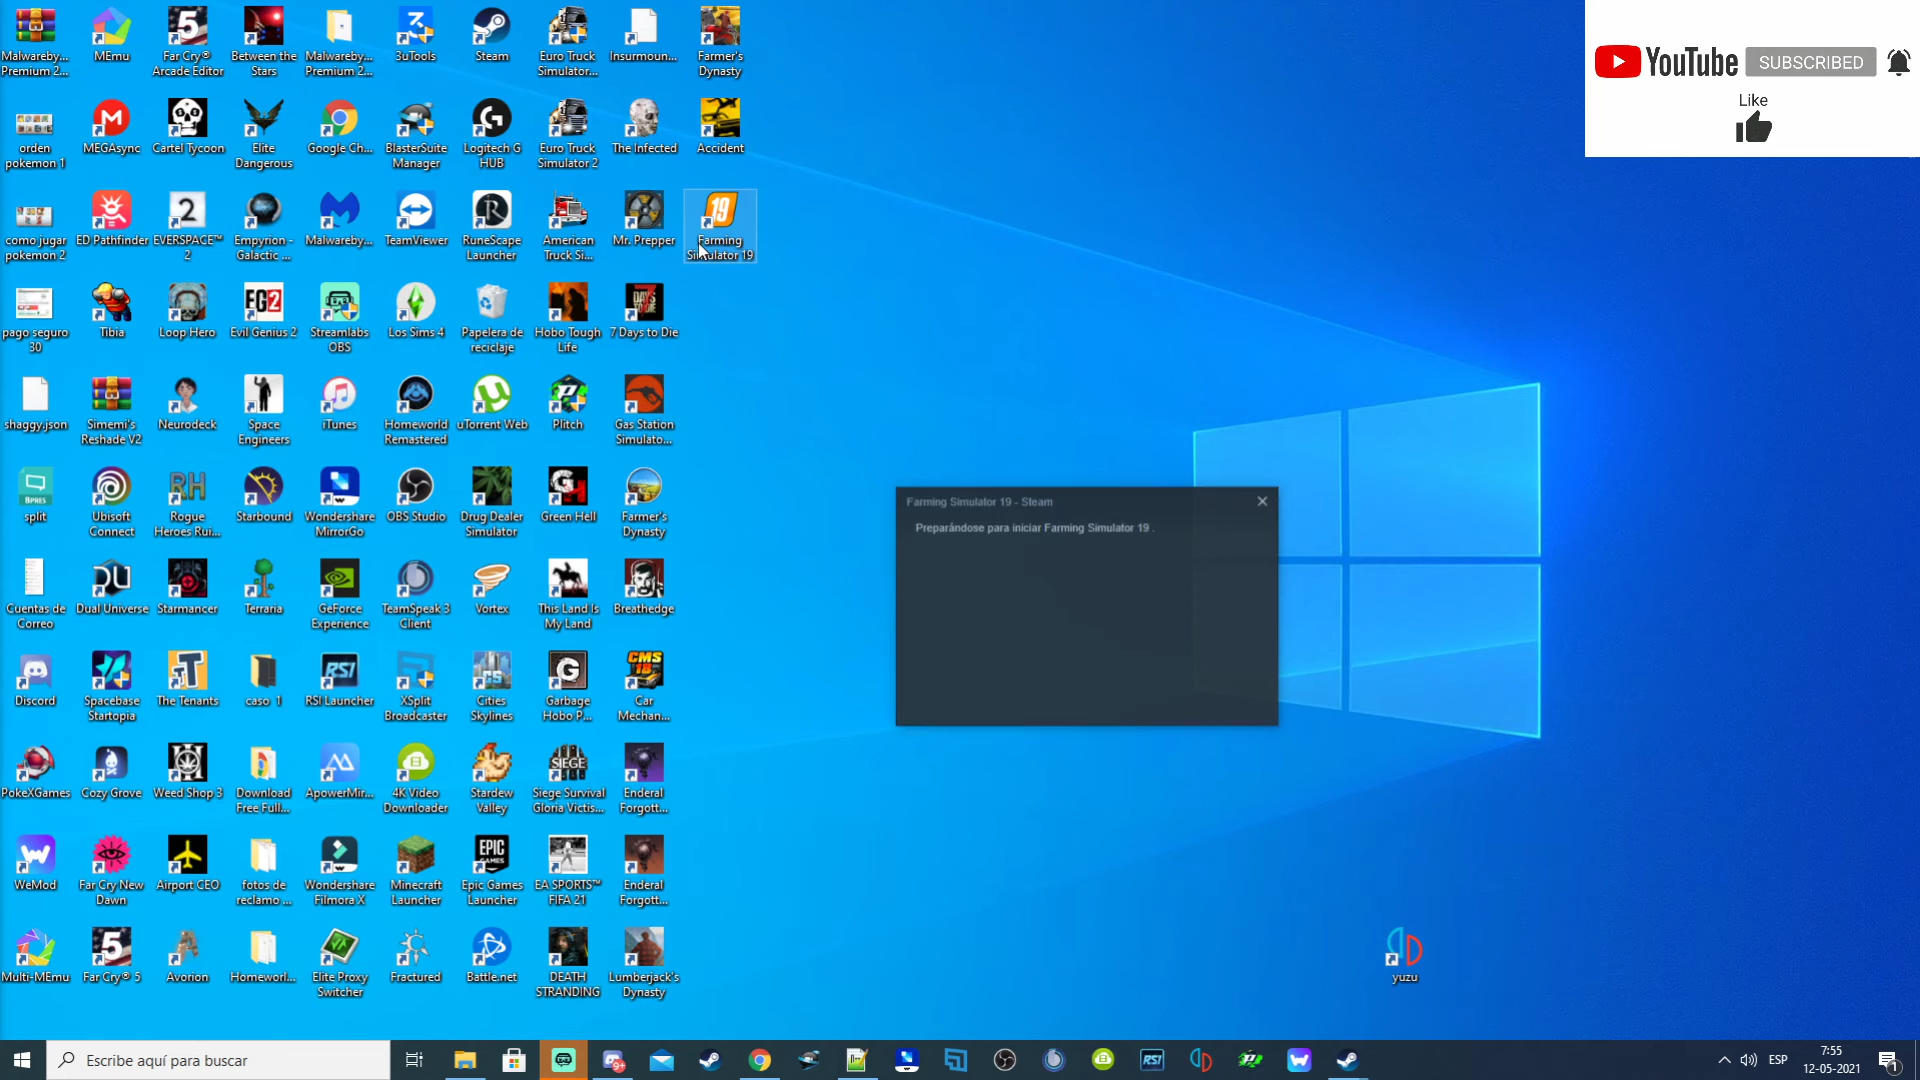 Malwareby... Premium 2...
MEmu
Far Cry® Arcade Editor
Between the Stars
Malwareby... Premium 2...
3uTools
Steam
Euro Truck Simulator...
Insurmoun...
Farmer's Dynasty
YouTube SUBSCRIBED
Like
orden pokemon 1
MEGAsync
Cartel Tycoon
Elite Dangerous
Google Ch...
BlasterSuite Manager
Logitech G HUB
Euro Truck Simulator 2
The Infected
Accident
como jugar pokemon 2
ED Pathfinder
EVERSPACE™ 2
Empyrion - Galactic ...
Malwareby...
TeamViewer
RuneScape Launcher
American Truck Si...
Mr. Prepper
Farming Simulator 19
pago seguro 30
Tibia
Loop Hero
Evil Genius 2
Streamlabs OBS
Los Sims 4
Papelera de reciclaje
Hobo Tough Life
7 Days to Die
shaggy.json
Simemi's Reshade V2
Neurodeck
Space Engineers
iTunes
Homeworld Remastered
uTorrent Web
Plitch
Gas Station Simulato...
split
Ubisoft Connect
Rogue Heroes Rui...
Starbound
Wondershare MirrorGo
OBS Studio
Drug Dealer Simulator
Green Hell
Farmer's Dynasty
Farming Simulator 19 - Steam
Preparándose para iniciar Farming Simulator 19 .
Cuentas de Correo
Dual Universe
Starmancer
Terraria
GeForce Experience
TeamSpeak 3 Client
Vortex
This Land Is My Land
Breathedge
Discord
Spacebase Startopia
The Tenants
caso 1
RSI Launcher
XSplit Broadcaster
Cities Skylines
Garbage Hobo P...
Car Mechan...
PokeXGames
Cozy Grove
Weed Shop 3
Download Free Full...
ApowerMir...
4K Video Downloader
Stardew Valley
Siege Survival Gloria Victis...
Enderal Forgott...
WeMod
Far Cry New Dawn
Airport CEO
fotos de reclamo ...
Wondershare Filmora X
Minecraft Launcher
Epic Games Launcher
EA SPORTS™ FIFA 21
Enderal Forgott...
Multi-MEmu
Far Cry® 5
Avorion
Homeworl...
Elite Proxy Switcher
Fractured
Battle.net
DEATH STRANDING
Lumberjack's Dynasty
yuzu
Escribe aquí para buscar
ESP
7:55
12-05-2021